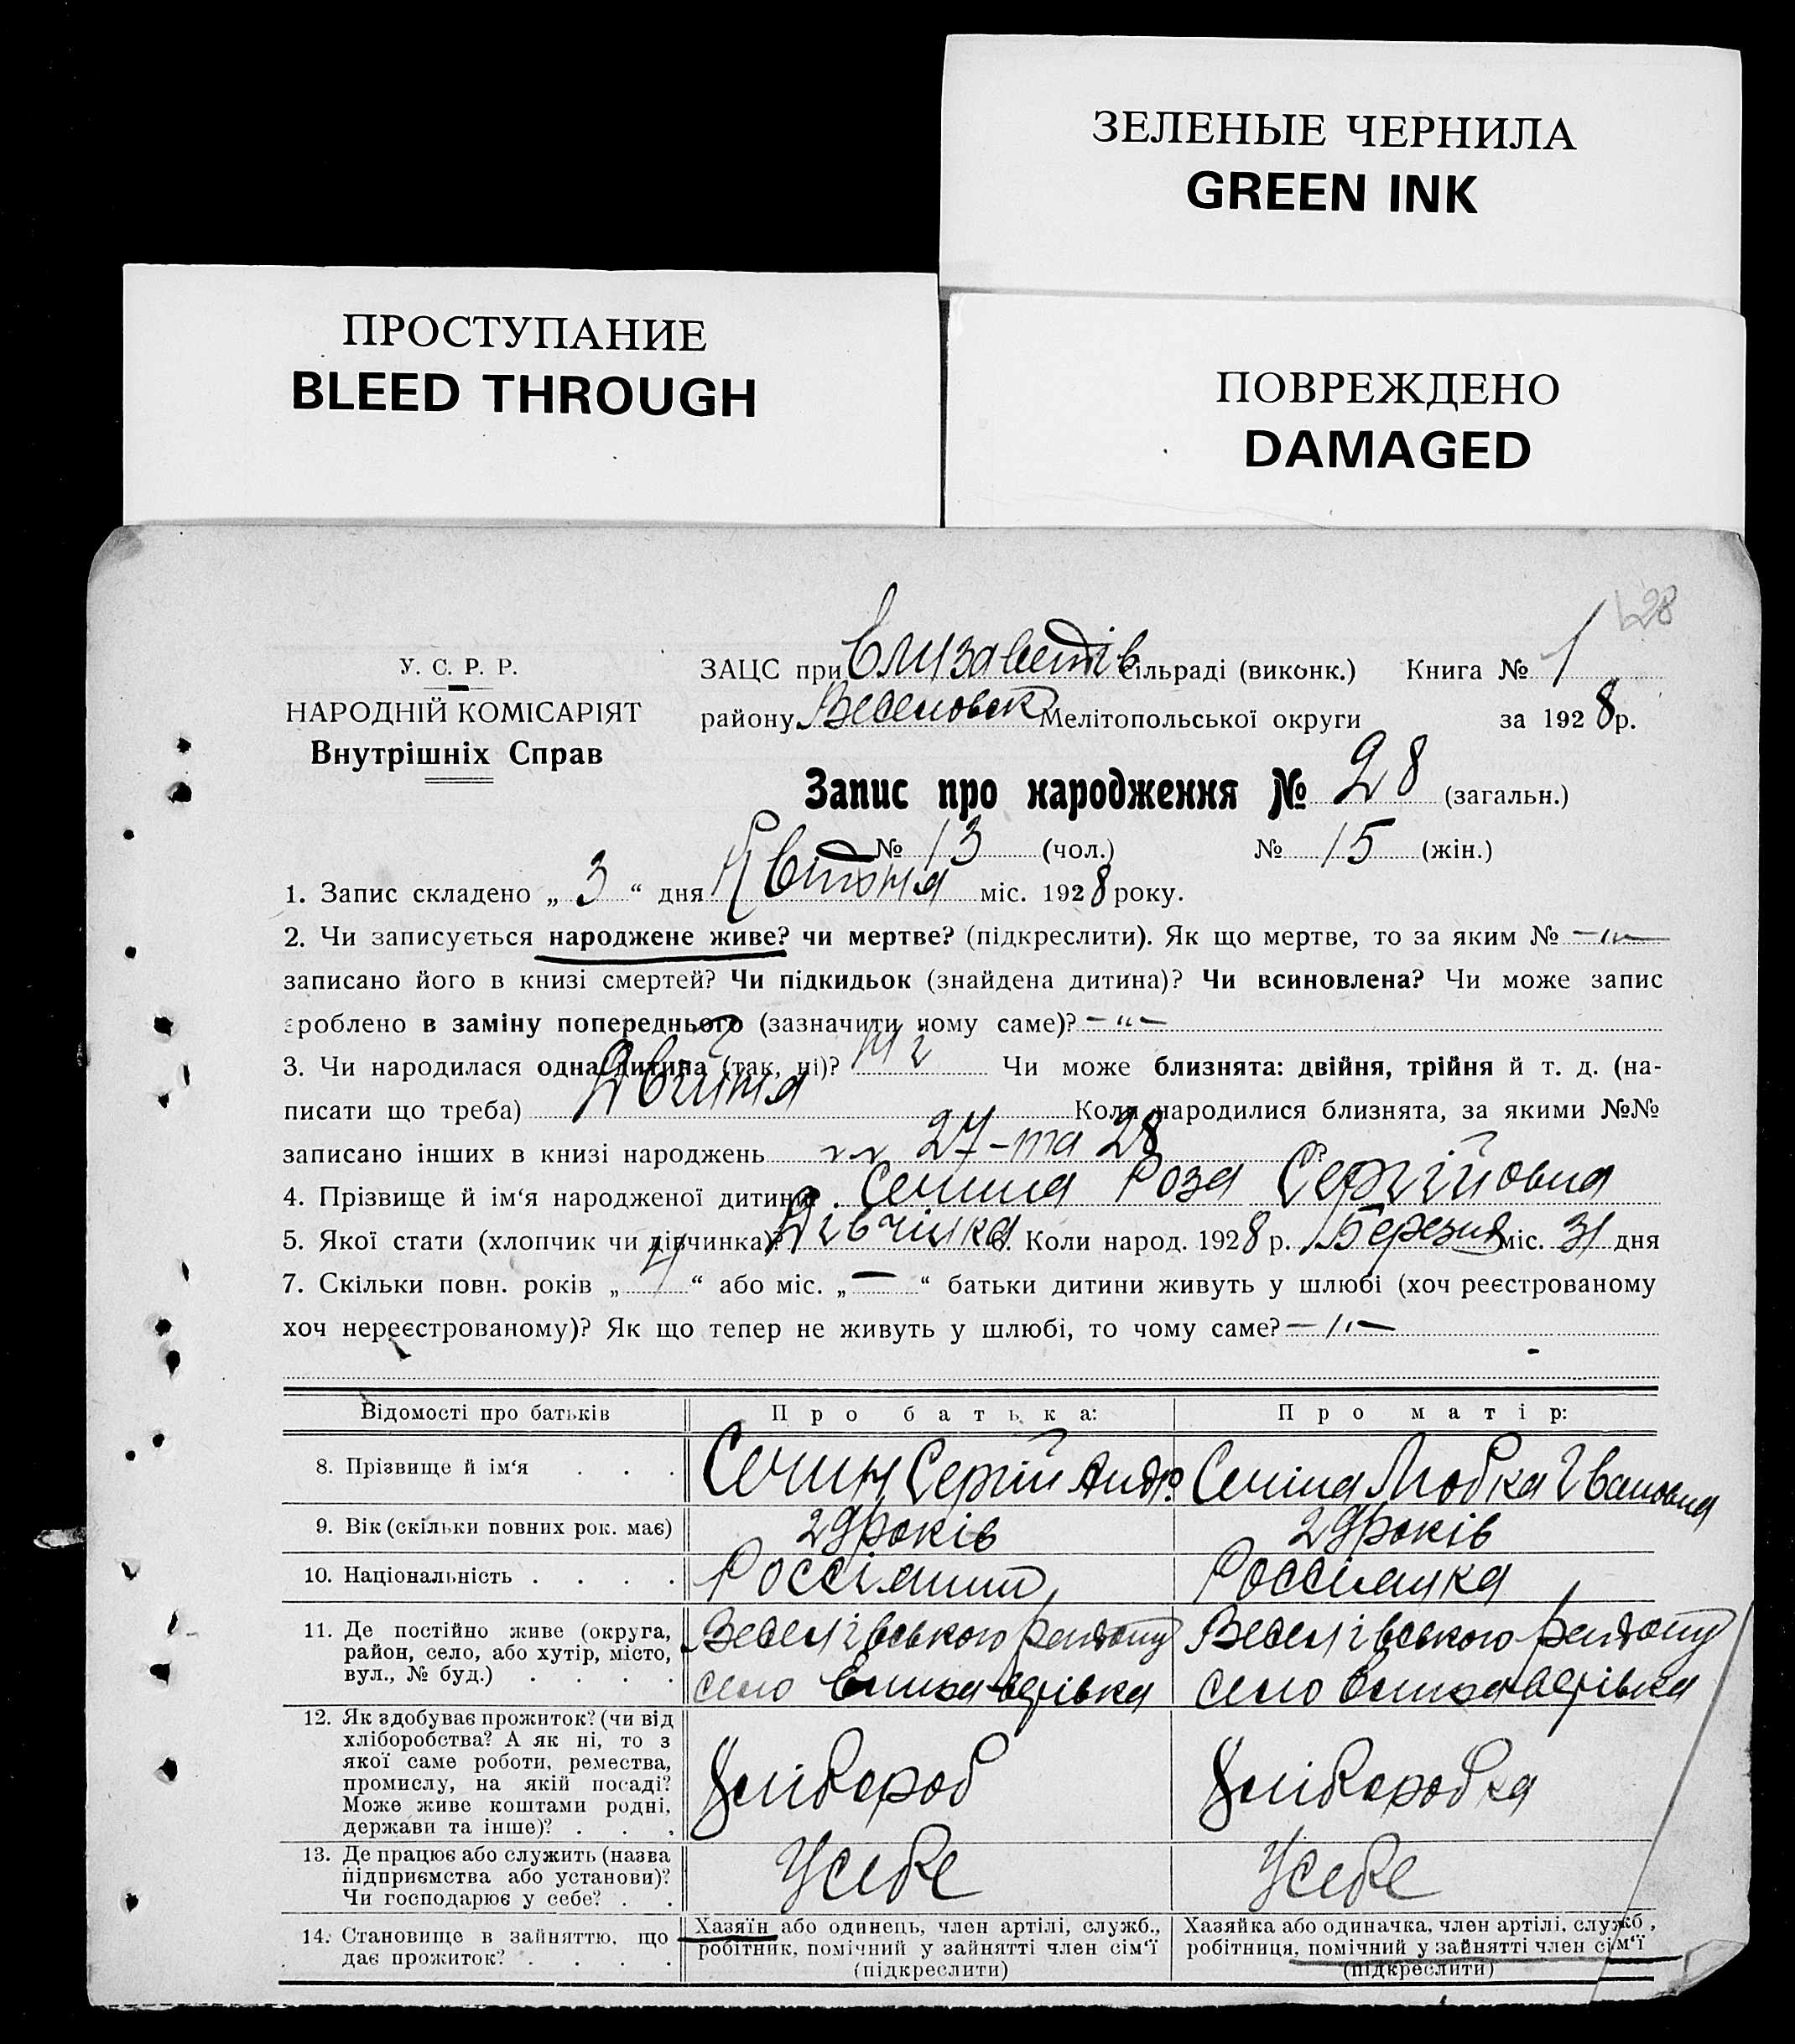 ЗЕЛЕНЫЕ ЧЕРНИЛА
GREEN INK
ПРОСТУПАНИЕ
BLEED THROUGH
ПОВРЕЖДЕНО
DAMAGED
28
У. С. Р. Р.
НАРОДНІЙ КОМІСАРІЯТ
Внутрішніх Справ
ЗАЦС при Єлизаветів сільраді (виконк.) Книга № 1
району Веселовськ Мелітопольської округи за 1928 р.
Запис про народження № 28 (загальн.)
№ 13 (чол.) № 15 (жін.)
1. Запис складено „ 3 “ дня Квітня міс. 1928 року.
2. Чи записується народжене живе? чи мертве? (підкреслити). Як що мертве, то за яким № —"—
записано його в книзі смертей? Чи підкидьок (знайдена дитина)? Чи всиновлена? Чи може запис
зроблено в заміну попереднього (зазначити чому саме)? —"—
3. Чи народилася одна дитина (так, ні)? Ні Чи може близнята: двійня, трійня й т. д. (на-
писати що треба) Двійня Коли народилися близнята, за якими №№
записано інших в книзі народжень 27-та 28
4. Прізвище й ім‘я народженої дитини Роза Сергійовна
5. Якої стати (хлопчик чи дівчинка)? Дівчінка 6. Коли народ. 1928 р. Березня міс. 31 дня
7. Скільки повн. років „ 4 “ або міс. „ — “ батьки дитини живуть у шлюбі (хоч реєстрованому
хоч нереєстрованому)? Як що тепер не живуть у шлюбі, то чому саме? —"—
Відомості про батьків Про батька: Про матір:
8. Прізвище й ім‘я . . . Сергій Андр. Любка Івановна
9. Вік (скільки повних рок. має) 29 років 29 років
10. Національність . . . . Россіянин Россіянка
11. Де постійно живе (округа,
район, село, або хутір, місто,
вул., № буд.) . . . .
Веселівського району Веселівського району
село Єлизаветівка село Єлизаветівка
12. Як здобуває прожиток? (чи від
хліборобства? А як ні, то з
якої саме роботи, ремества,
промислу, на якій посаді?
Може живе коштами родні,
держави та інше)? . . .
Хлібороб Хліборобка
13. Де працює або служить (назва
підприємства або установи)?
Чи господарює у себе? . .
У себе У себе
14. Становище в зайняттю, що
дає прожиток? . . . .
Хазяїн або одинець, член артілі, служб., Хазяйка або одиначка, член артілі, служб.,
робітник, помічний у зайнятті член сім‘ї робітниця, помічний у зайнятті член сім‘ї
(підкреслити) (підкреслити)